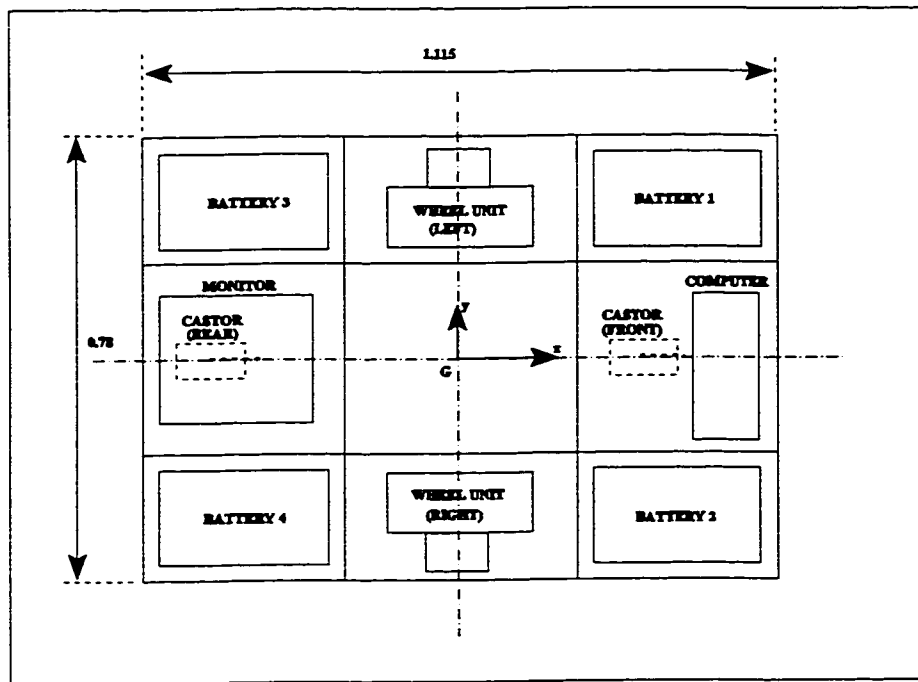 1.115
BATTERY 3
WHEEL UNIT
(LEFT)
BATTERY 1
MONITOR
COMPUTER
CASTOR
(REAR)
y
CASTOR
(FRONT)
0.78
x
G
BATTERY 4
WHEEL UNIT
(RIGHT)
BATTERY 2